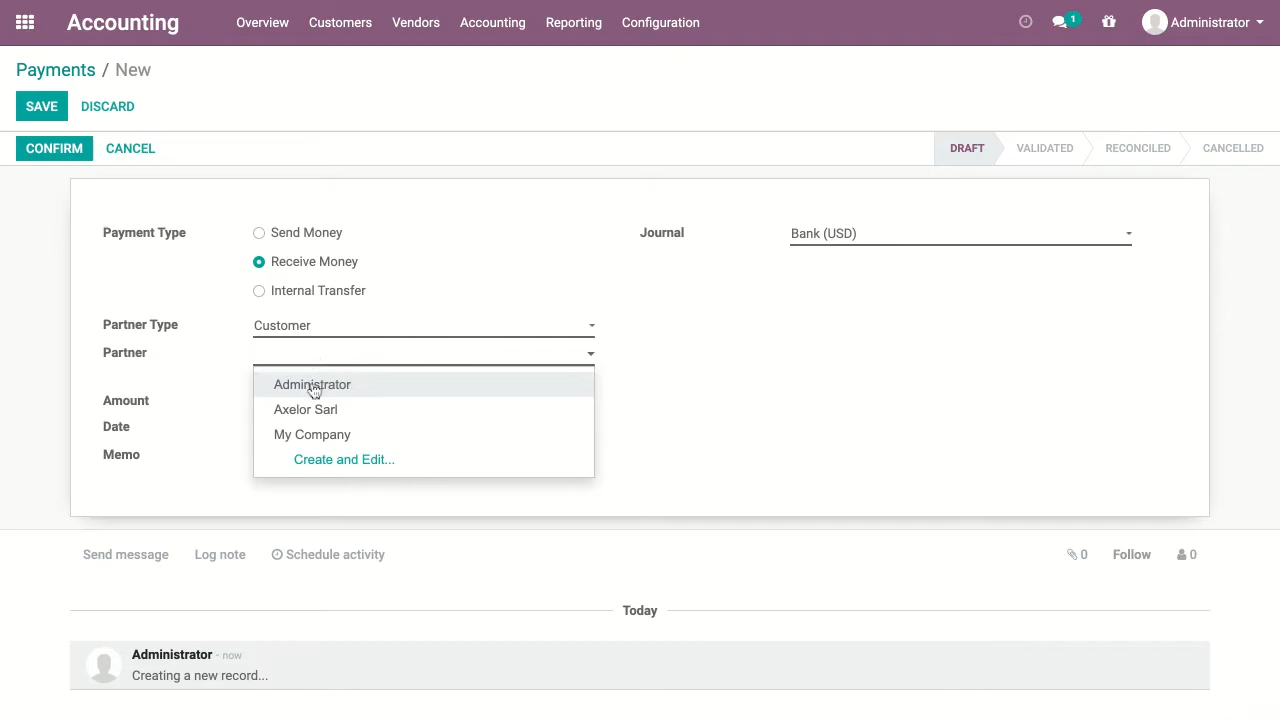 Accounting
Overview Customers Vendors Accounting Reporting Configuration
1
Administrator
Payments / New
SAVE DISCARD
CONFIRM CANCEL
DRAFT VALIDATED RECONCILED CANCELLED
Payment Type
Send Money
Receive Money
Internal Transfer
Journal
Bank (USD)
Partner Type
Customer
Partner
Administrator
Axelor Sarl
My Company
Create and Edit...
Amount
Date
Memo
Send message Log note Schedule activity
0 Follow 0
Today
Administrator - now
Creating a new record...